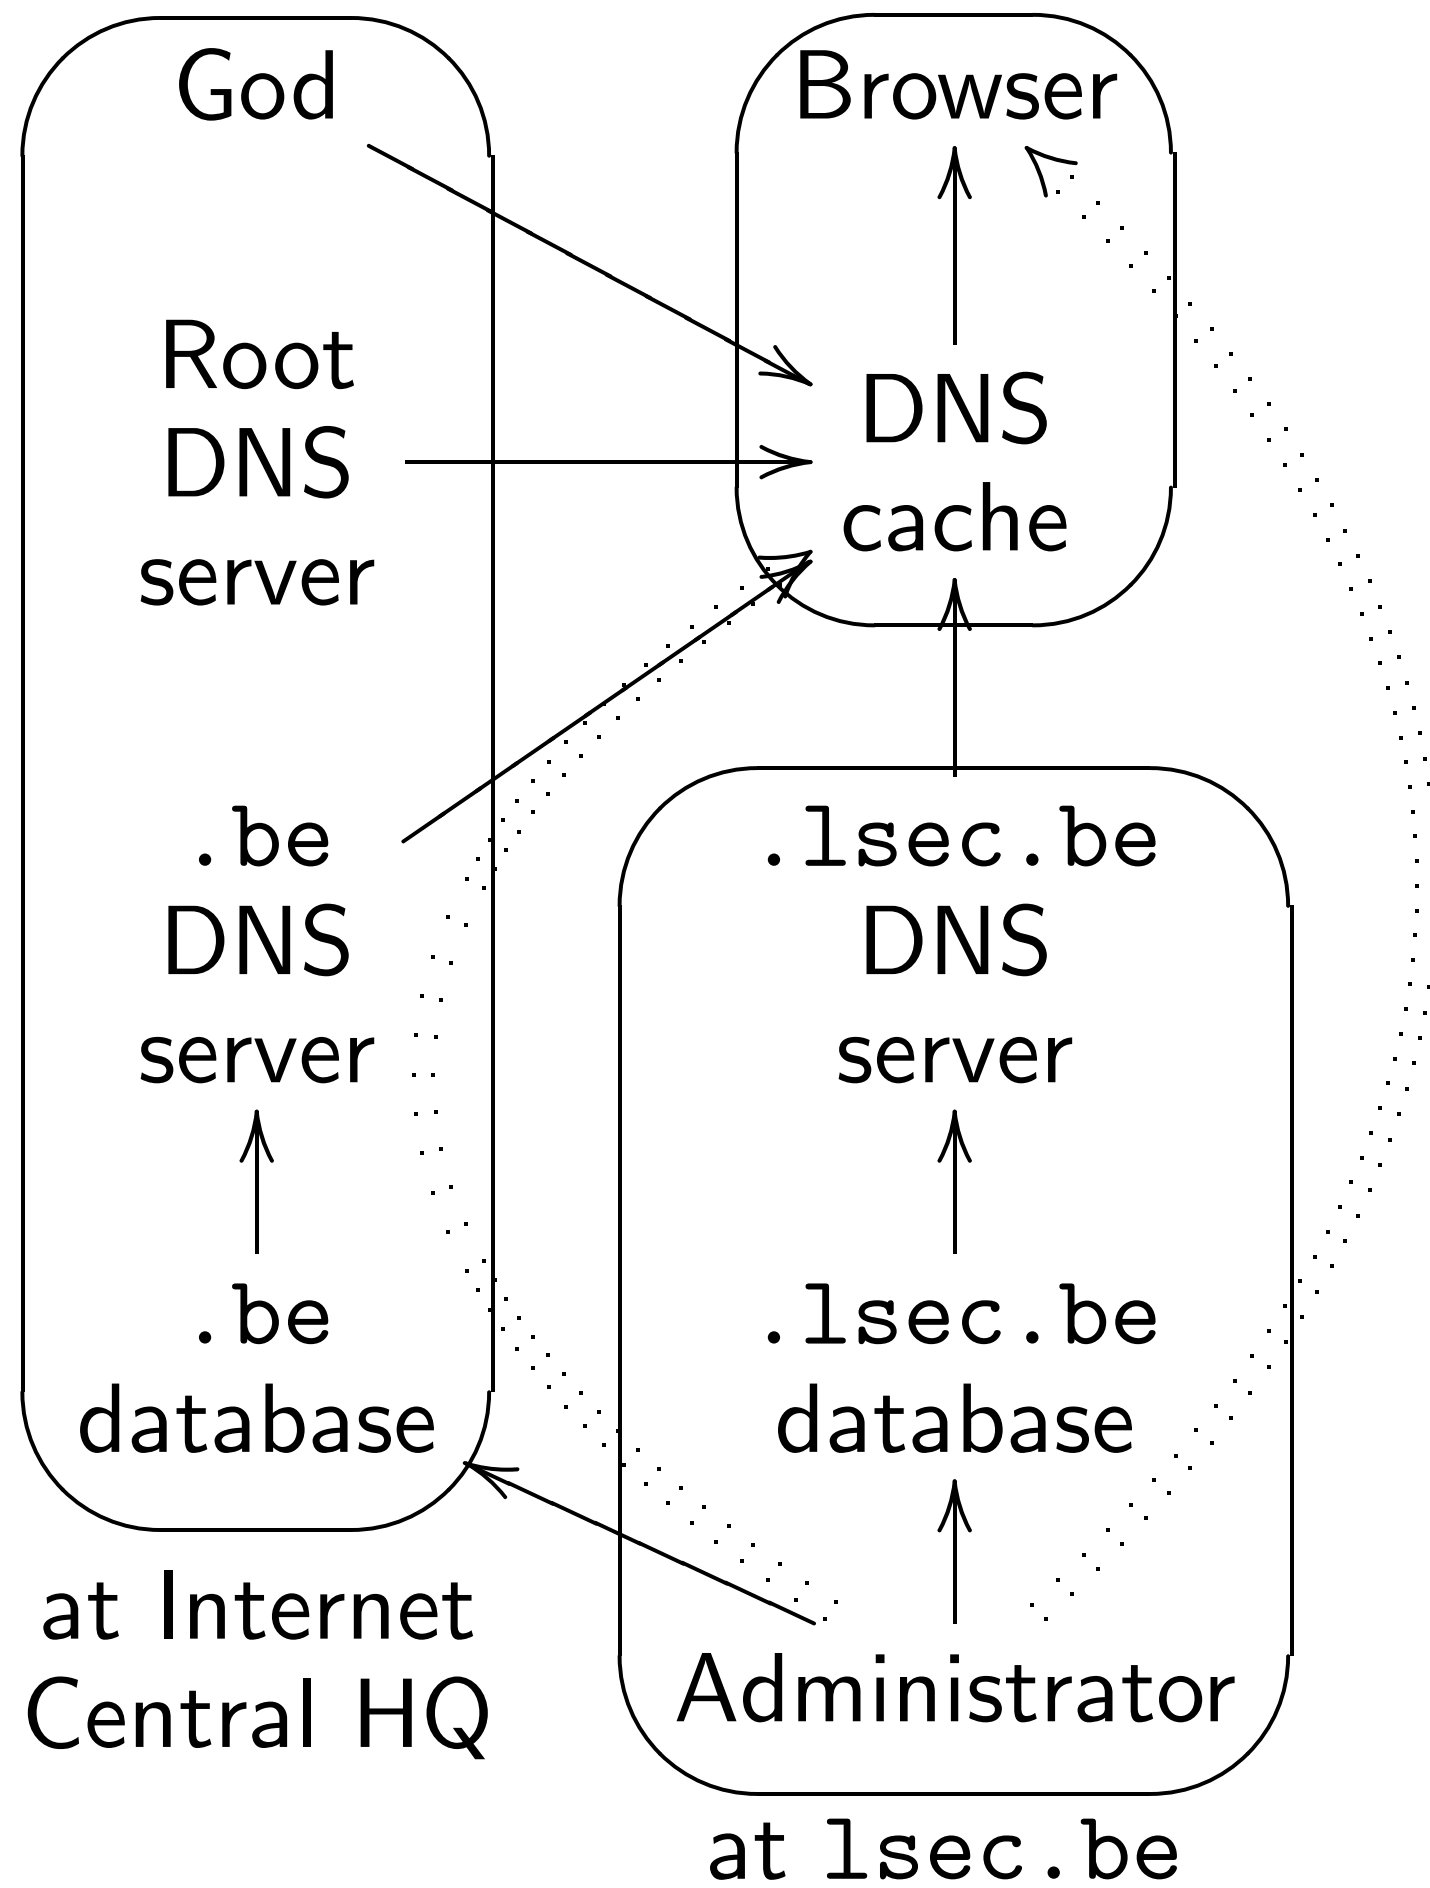 God
Root
DNS
server
.be
DNS
server
.be
database
at Internet
Central HQ
Browser
DNS
cache
.lsec.be
DNS
server
.lsec.be
database
Administrator
at lsec.be